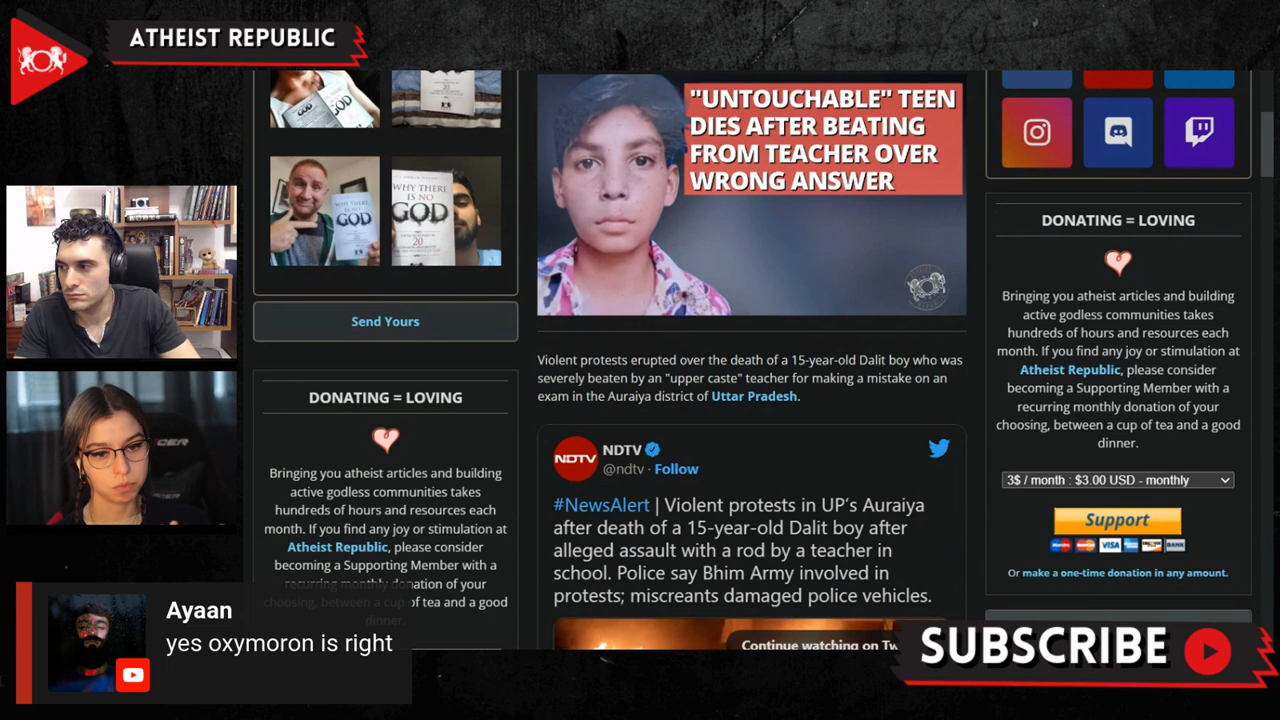 ATHEIST REPUBLIC
GOD
WHY THERE
IS NO
GOD
20
Send Yours
DONATING = LOVING
Bringing you atheist articles and building
active godless communities takes
hundreds of hours and resources each
month. If you find any joy or stimulation at
Atheist Republic, please consider
becoming a Supporting Member with a
recurring monthly donation of your
choosing, between a cup of tea and a good
dinner.
"UNTOUCHABLE" TEEN
DIES AFTER BEATING
FROM TEACHER OVER
WRONG ANSWER
Violent protests erupted over the death of a 15-year-old Dalit boy who was
severely beaten by an "upper caste" teacher for making a mistake on an
exam in the Auraiya district of Uttar Pradesh.
NDTV
NDTV
@ndtv · Follow
#NewsAlert | Violent protests in UP's Auraiya
after death of a 15-year-old Dalit boy after
alleged assault with a rod by a teacher in
school. Police say Bhim Army involved in
protests; miscreants damaged police vehicles.
Continue watching on Tw
DONATING = LOVING
Bringing you atheist articles and building
active godless communities takes
hundreds of hours and resources each
month. If you find any joy or stimulation at
Atheist Republic, please consider
becoming a Supporting Member with a
recurring monthly donation of your
choosing, between a cup of tea and a good
dinner.
3$ / month : $3.00 USD - monthly
Support
VISA
BANK
Or make a one-time donation in any amount.
Ayaan
yes oxymoron is right
SUBSCRIBE